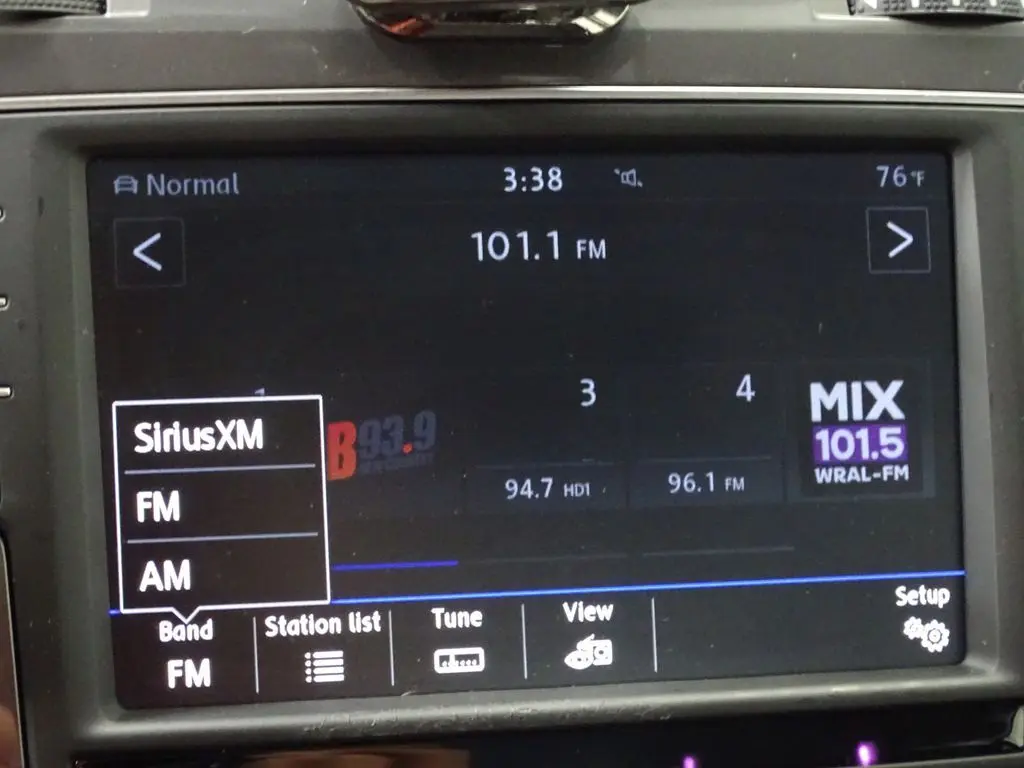 Normal
3:38
76°F
<
101.1 FM
>
1
3
4
B93.9
94.7 HD1
96.1 FM
MIX
101.5
WRAL-FM
SiriusXM
FM
AM
Band
FM
Station list
Tune
View
Setup